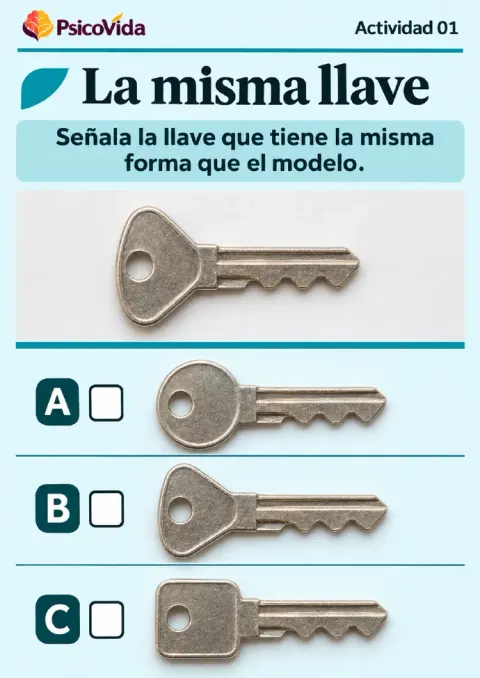 PsicoVida
Actividad 01
La misma llave
Señala la llave que tiene la misma
forma que el modelo.
A
B
C